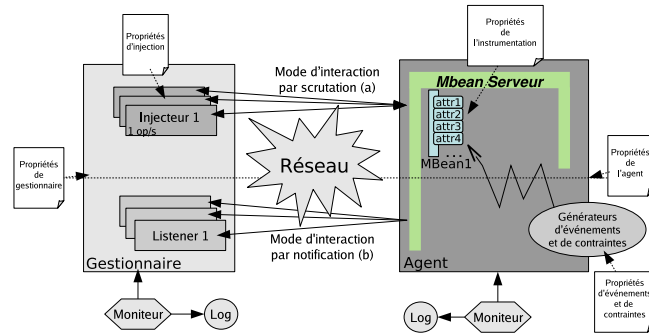 Propriétés
d'injection
Propriétés
de
l'instrumentation
Mode d'interaction
par scrutation (a)
Mbean Serveur
Injecteur 1
1 op/s
attr1
attr2
attr3
attr4
...
MBean1
Réseau
Propriétés
de
gestionnaire
Propriétés
de
l'agent
Listener 1
Mode d'interaction
par notification (b)
Générateurs
d'événements
et de contraintes
Gestionnaire
Agent
Propriétés
d'événements
et de
contraintes
Moniteur
Log
Log
Moniteur